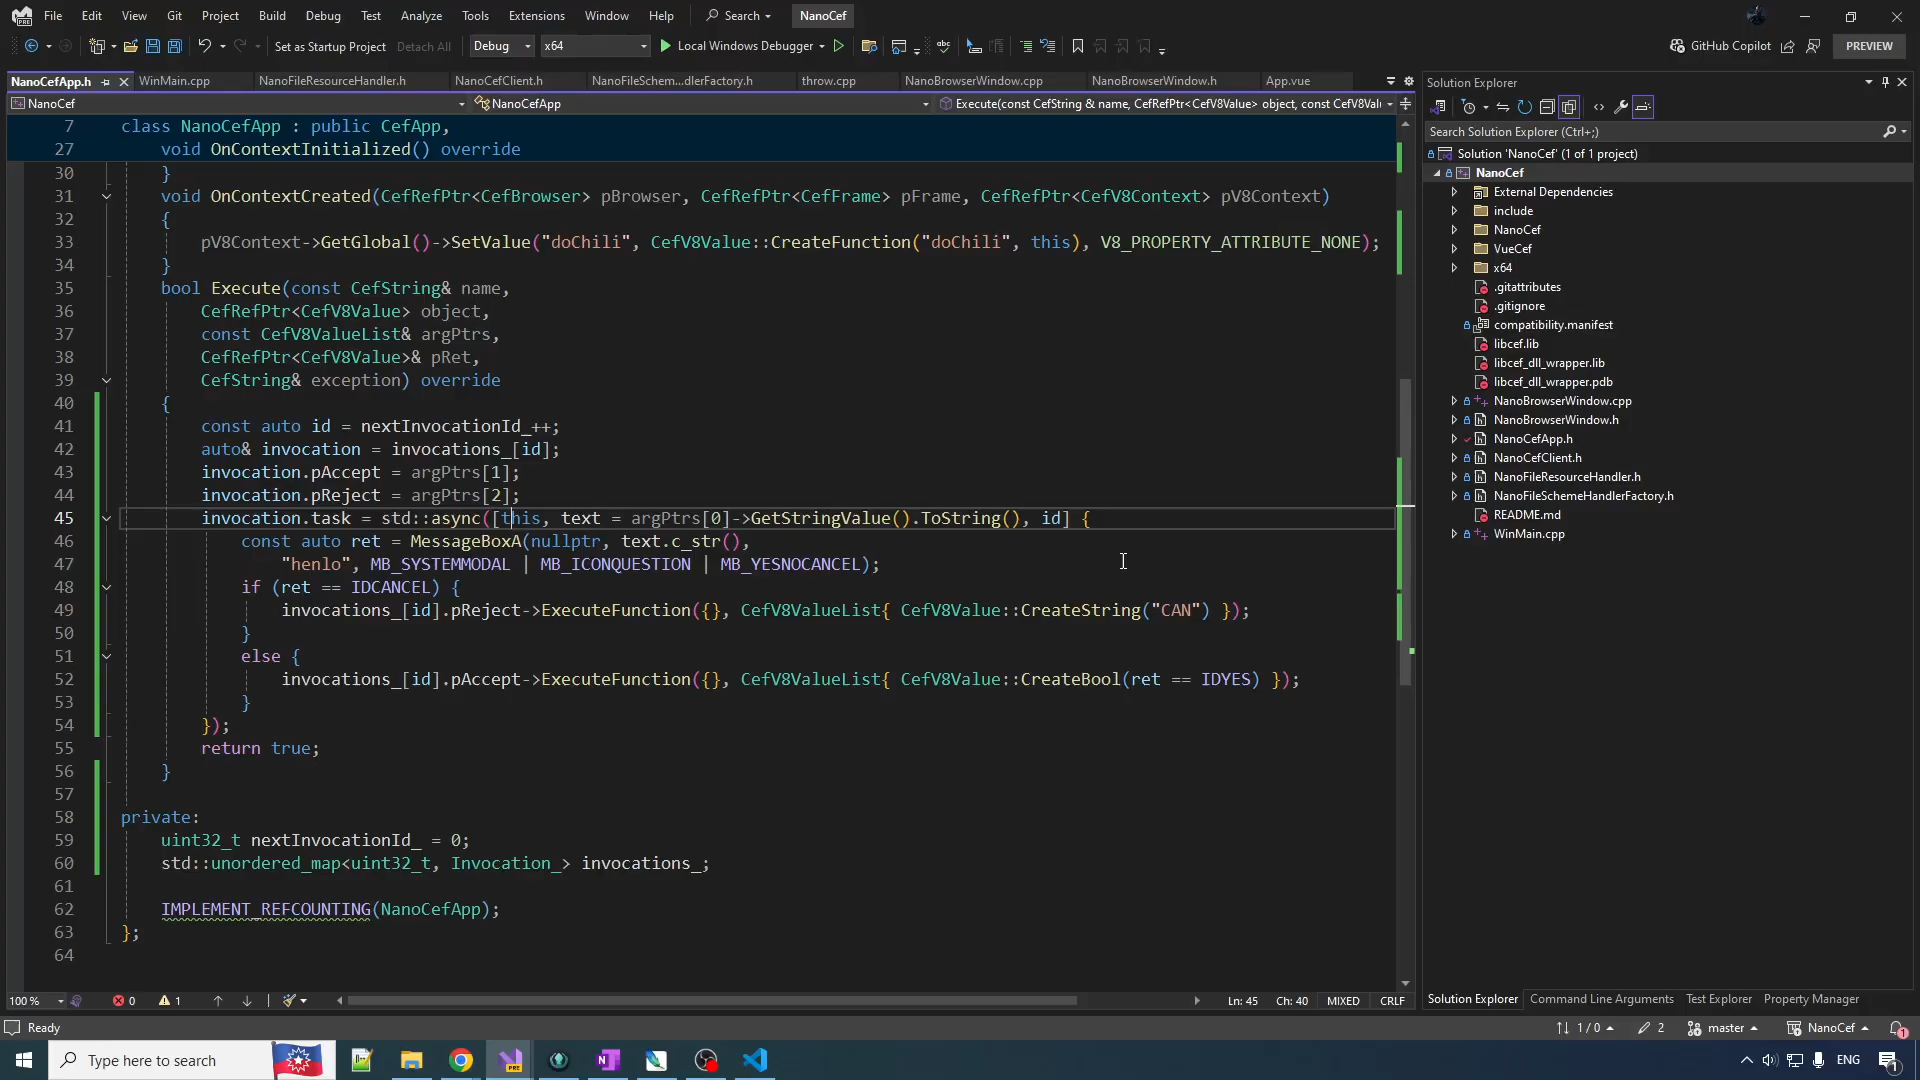 File Edit View Git Project Build Debug Test Analyze Tools Extensions Window Help Search NanoCef
Set as Startup Project Detach All Debug x64 Local Windows Debugger GitHub Copilot PREVIEW
NanoCefApp.h WinMain.cpp NanoFileResourceHandler.h NanoCefClient.h NanoFileSchem...dlerFactory.h throw.cpp NanoBrowserWindow.cpp NanoBrowserWindow.h App.vue
NanoCef NanoCefApp Execute(const CefString & name, CefRefPtr<CefV8Value> object, const CefV8Val
7 class NanoCefApp : public CefApp,
27 void OnContextInitialized() override
30 }
31 void OnContextCreated(CefRefPtr<CefBrowser> pBrowser, CefRefPtr<CefFrame> pFrame, CefRefPtr<CefV8Context> pV8Context)
32 {
33 pV8Context->GetGlobal()->SetValue("doChili", CefV8Value::CreateFunction("doChili", this), V8_PROPERTY_ATTRIBUTE_NONE);
34 }
35 bool Execute(const CefString& name,
36 CefRefPtr<CefV8Value> object,
37 const CefV8ValueList& argPtrs,
38 CefRefPtr<CefV8Value>& pRet,
39 CefString& exception) override
40 {
41 const auto id = nextInvocationId_++;
42 auto& invocation = invocations_[id];
43 invocation.pAccept = argPtrs[1];
44 invocation.pReject = argPtrs[2];
45 invocation.task = std::async([this, text = argPtrs[0]->GetStringValue().ToString(), id] {
46 const auto ret = MessageBoxA(nullptr, text.c_str(),
47 "henlo", MB_SYSTEMMODAL | MB_ICONQUESTION | MB_YESNOCANCEL);
48 if (ret == IDCANCEL) {
49 invocations_[id].pReject->ExecuteFunction({}, CefV8ValueList{ CefV8Value::CreateString("CAN") });
50 }
51 else {
52 invocations_[id].pAccept->ExecuteFunction({}, CefV8ValueList{ CefV8Value::CreateBool(ret == IDYES) });
53 }
54 });
55 return true;
56 }
57
58 private:
59 uint32_t nextInvocationId_ = 0;
60 std::unordered_map<uint32_t, Invocation_> invocations_;
61
62 IMPLEMENT_REFCOUNTING(NanoCefApp);
63 };
64
100 % 0 1 Ln: 45 Ch: 40 MIXED CRLF
Solution Explorer
Search Solution Explorer (Ctrl+;)
Solution 'NanoCef' (1 of 1 project)
NanoCef
External Dependencies
include
NanoCef
VueCef
x64
.gitattributes
.gitignore
compatibility.manifest
libcef.lib
libcef_dll_wrapper.lib
libcef_dll_wrapper.pdb
NanoBrowserWindow.cpp
NanoBrowserWindow.h
NanoCefApp.h
NanoCefClient.h
NanoFileResourceHandler.h
NanoFileSchemeHandlerFactory.h
README.md
WinMain.cpp
Solution Explorer Command Line Arguments Test Explorer Property Manager
Ready 1 / 0 2 master NanoCef 1
Type here to search ENG 1